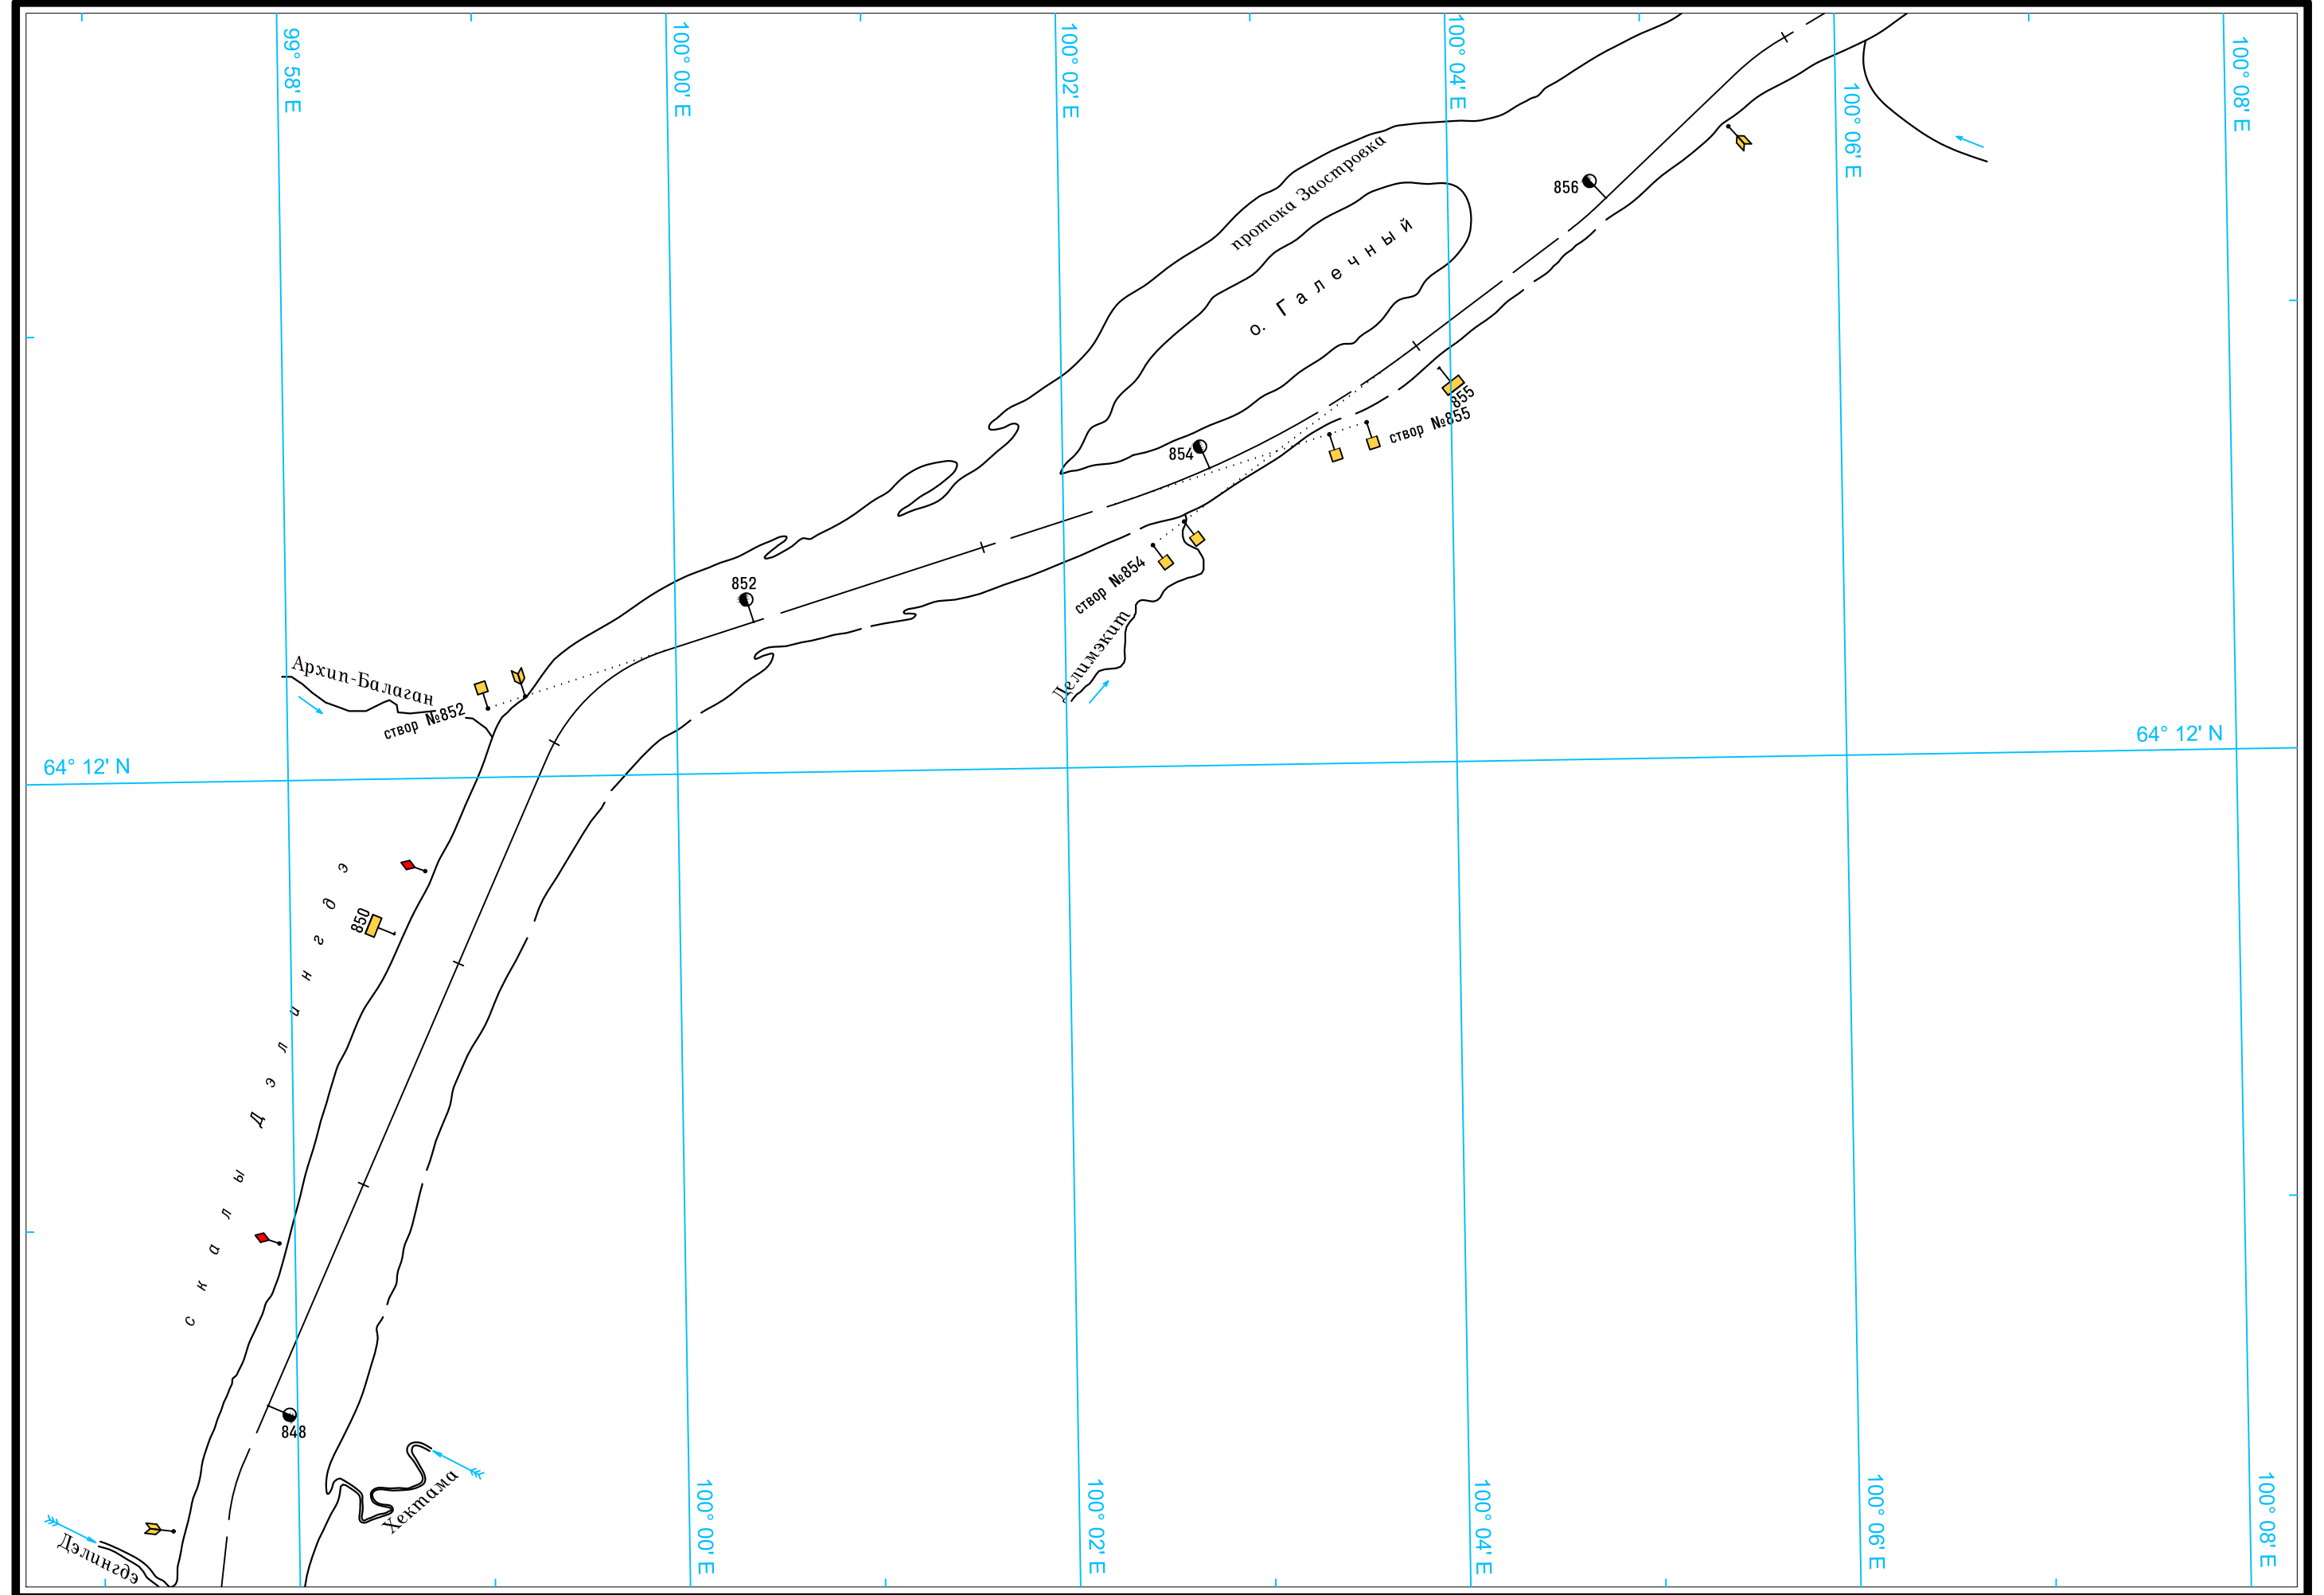 99° 58' E
100° 00' E
100° 02' E
100° 04' E
100° 06' E
100° 08' E
протока Заостровка
856
о. Галечный
855
створ №855
854
створ №854
852
Делимэкит
Архип-Балаган
створ №852
64° 12' N
64° 12' N
850
скалы Дэлингдэ
848
Хектама
Дэлингдэ
100° 00' E
100° 02' E
100° 04' E
100° 06' E
100° 08' E